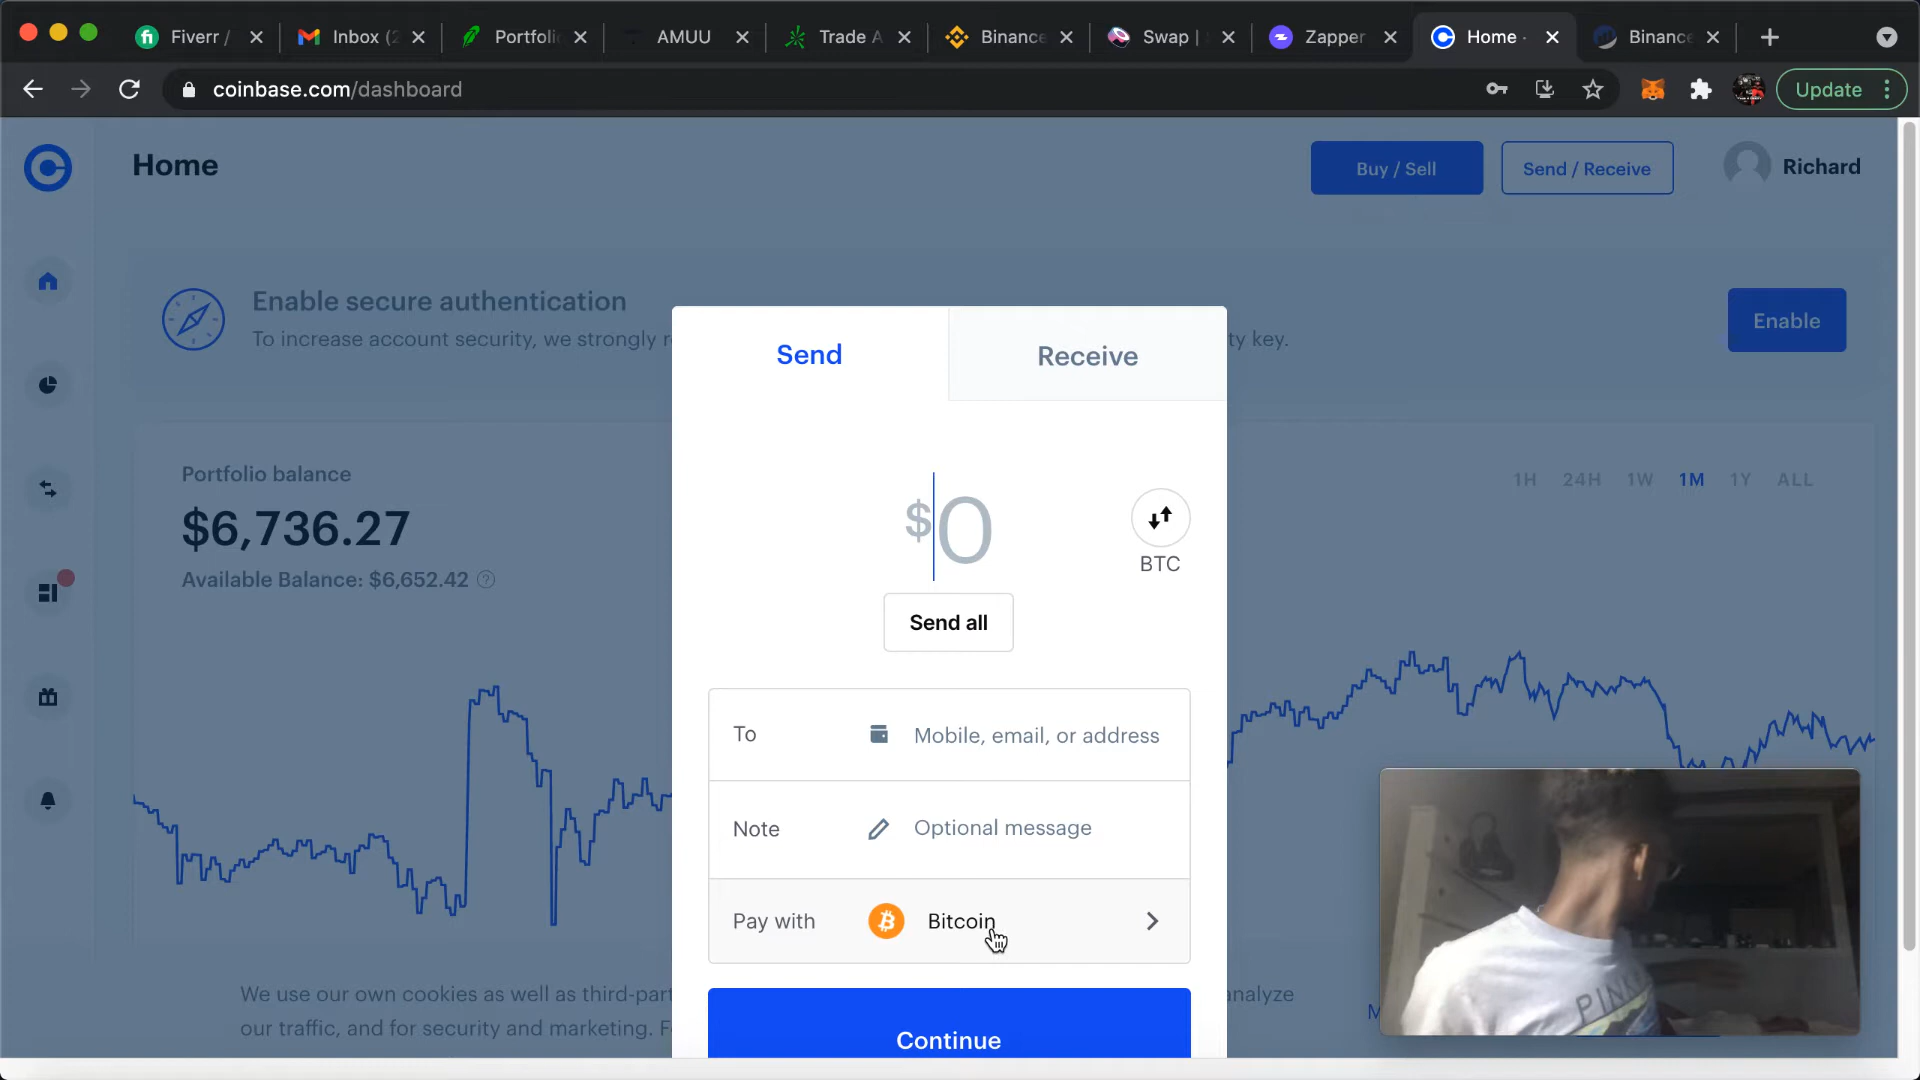 Fiverr /
Inbox (2
Portfolio
AMUU
Trade A
Binance
Swap |
Zapper
Home ·
Binance
coinbase.com/dashboard
Update
Home
Buy / Sell
Send / Receive
Richard
Enable secure authentication
To increase account security, we strongly r
ty key.
Enable
Send
Receive
Portfolio balance
$6,736.27
Available Balance: $6,652.42
1H 24H 1W 1M 1Y ALL
$0
BTC
Send all
To
Mobile, email, or address
Note
Optional message
Pay with
Bitcoin
We use our own cookies as well as third-part
nalyze
our traffic, and for security and marketing. F
M
Continue
PINK